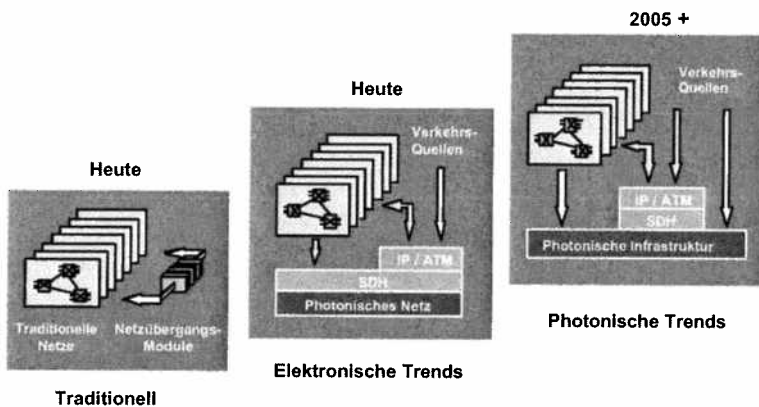 Heute
Traditionelle
Netze
Netzübergangs-
Module
Traditionell
Heute
Verkehrs-
Quellen
IP / ATM
SDH
Photonisches Netz
Elektronische Trends
2005 +
Verkehrs-
Quellen
IP / ATM
SDH
Photonische Infrastruktur
Photonische Trends